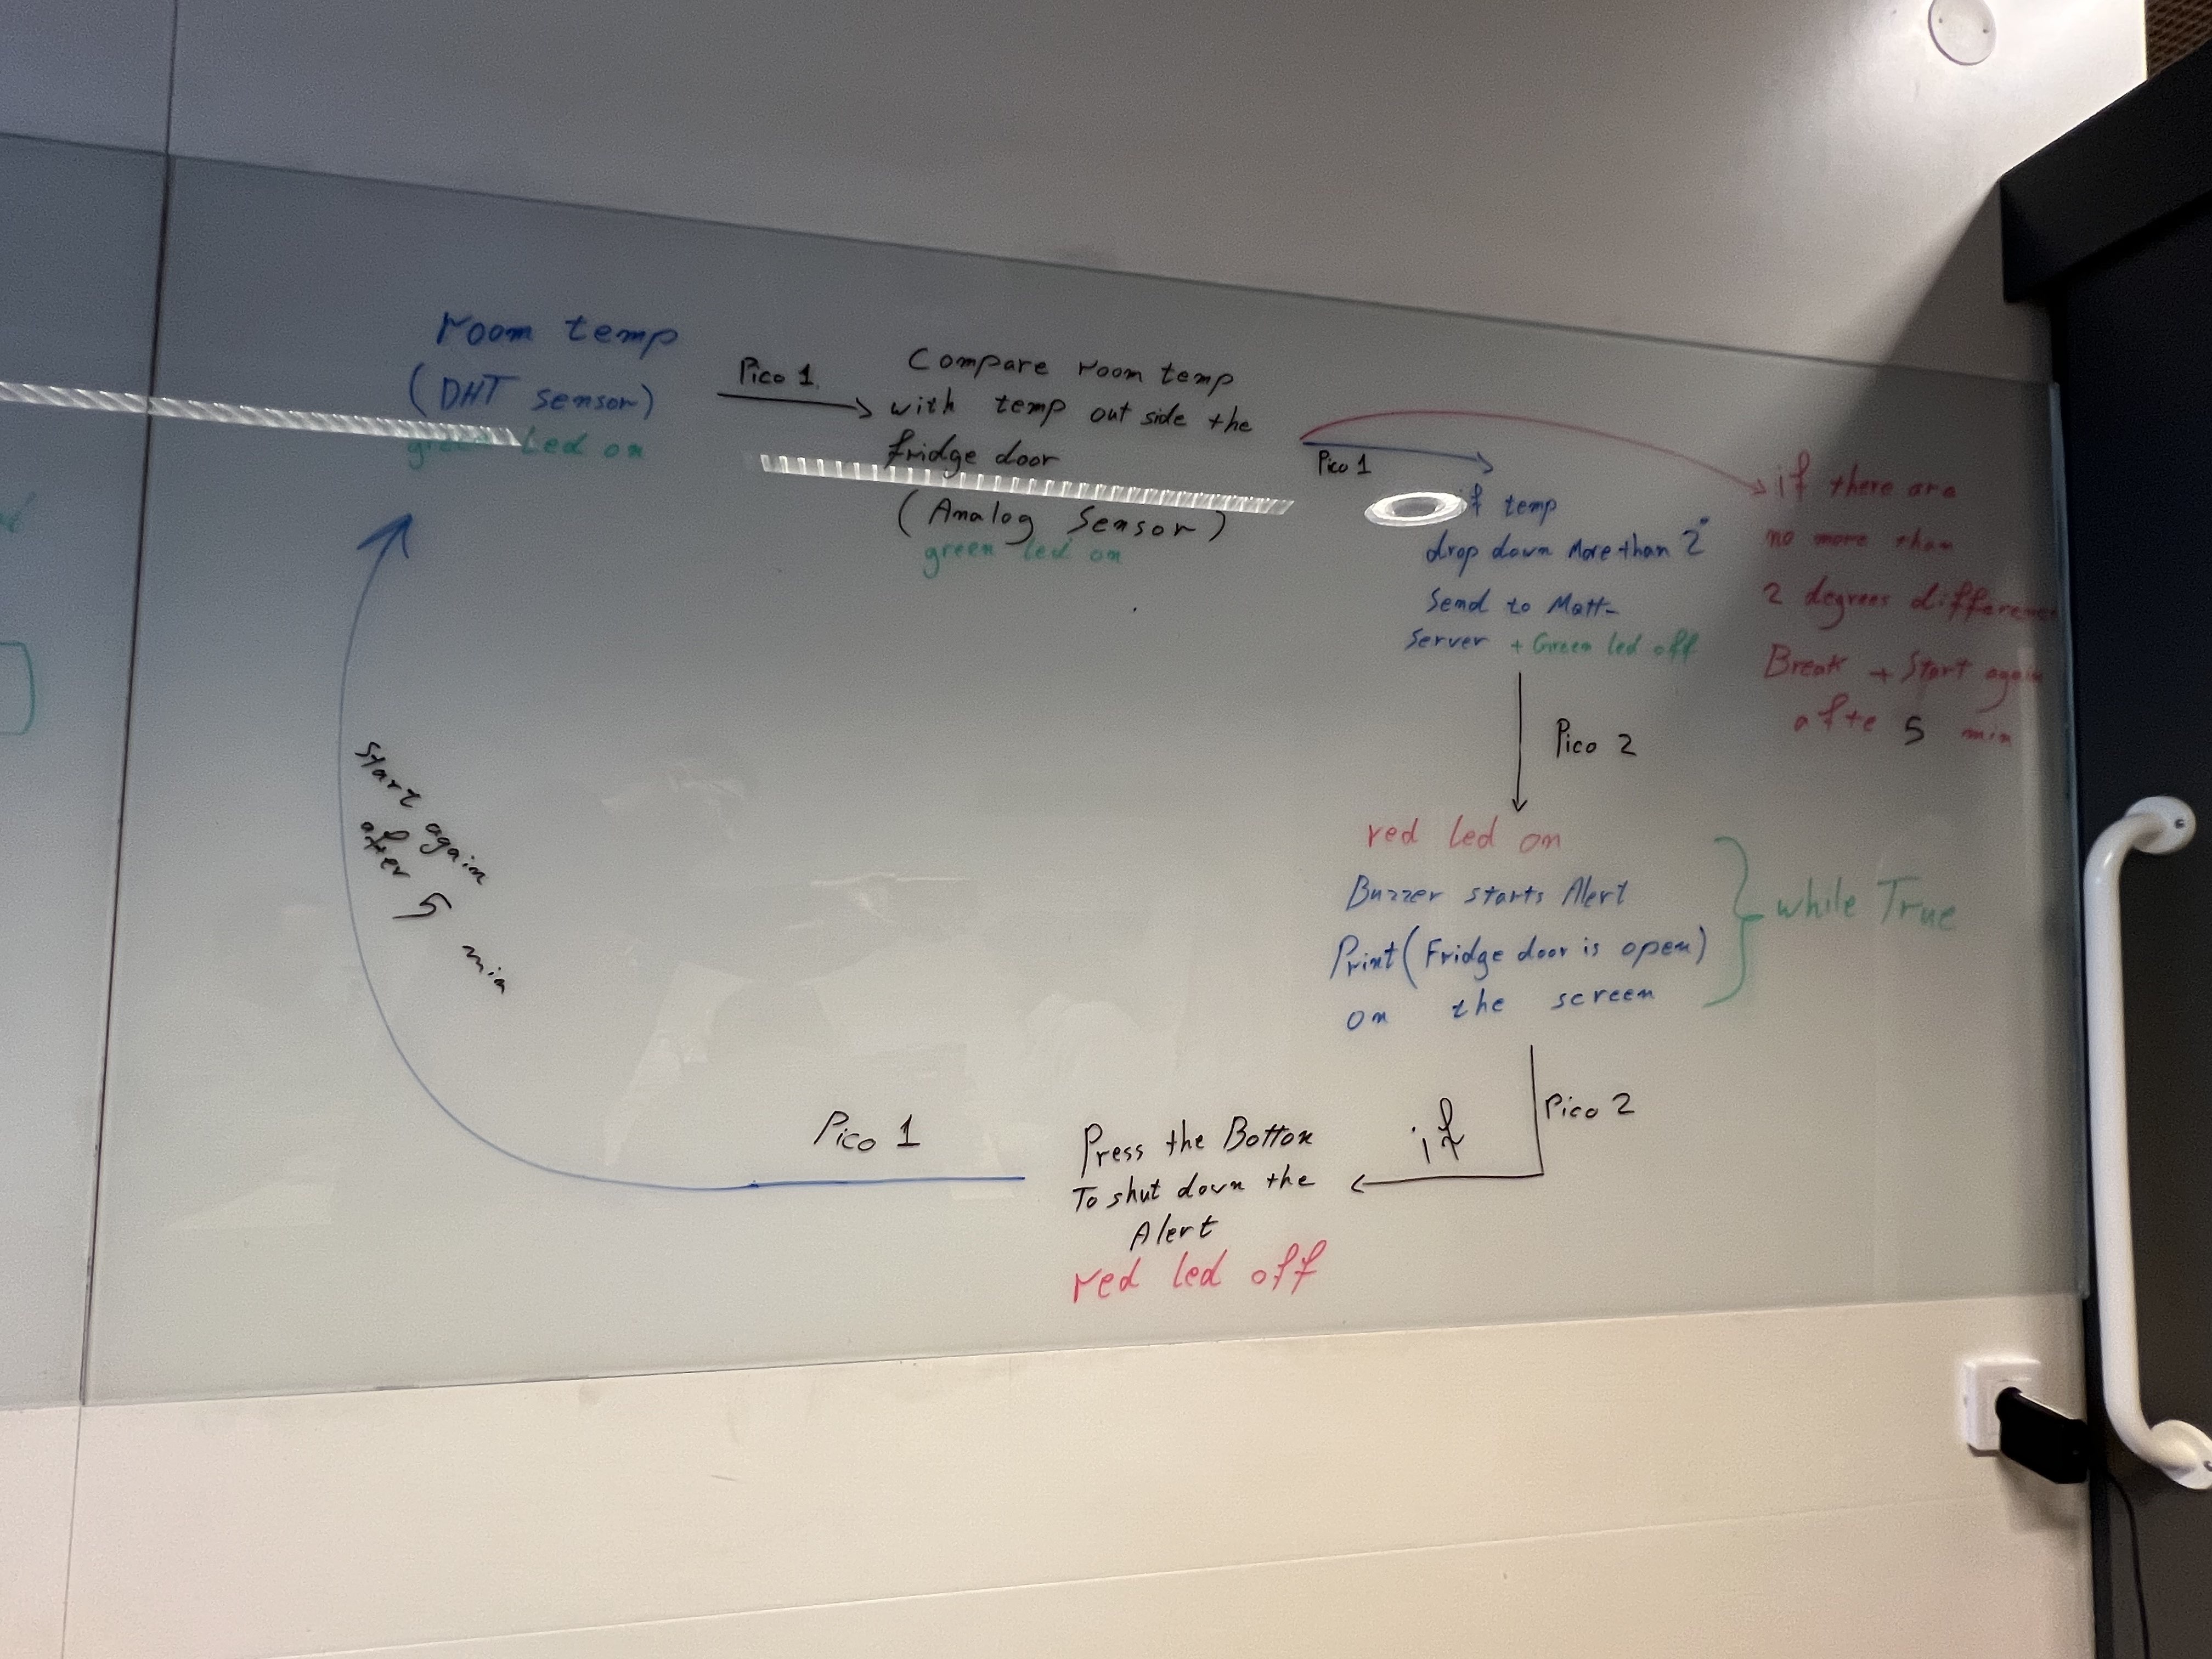 room temp
(DHT sensor)
green Led on
Pico 1
Compare room temp
with temp out side the
fridge door
(Analog Sensor)
green led on
Pico 1
if temp
drop down More than 2°
Send to Matt-
Server + Green led off
if there are
no more than
2 degrees difference
Break + Start again
afte 5 min
Pico 2
red led on
Buzzer starts Alert
Print(Fridge door is open)
on the screen
while True
Pico 2
if
Press the Botton
To shut down the
Alert
red led off
Pico 1
start again
after 5 min